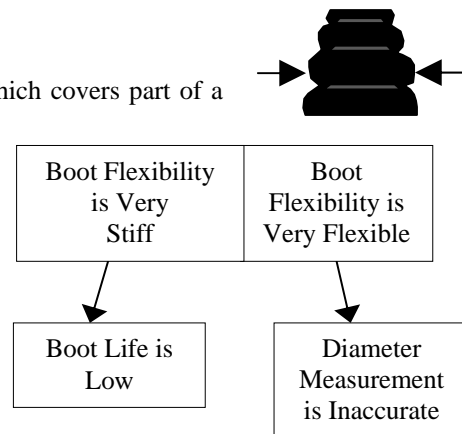 which covers part of a
Boot Flexibility
is Very
Stiff
Boot
Flexibility is
Very Flexible
Boot Life is
Low
Diameter
Measurement
is Inaccurate